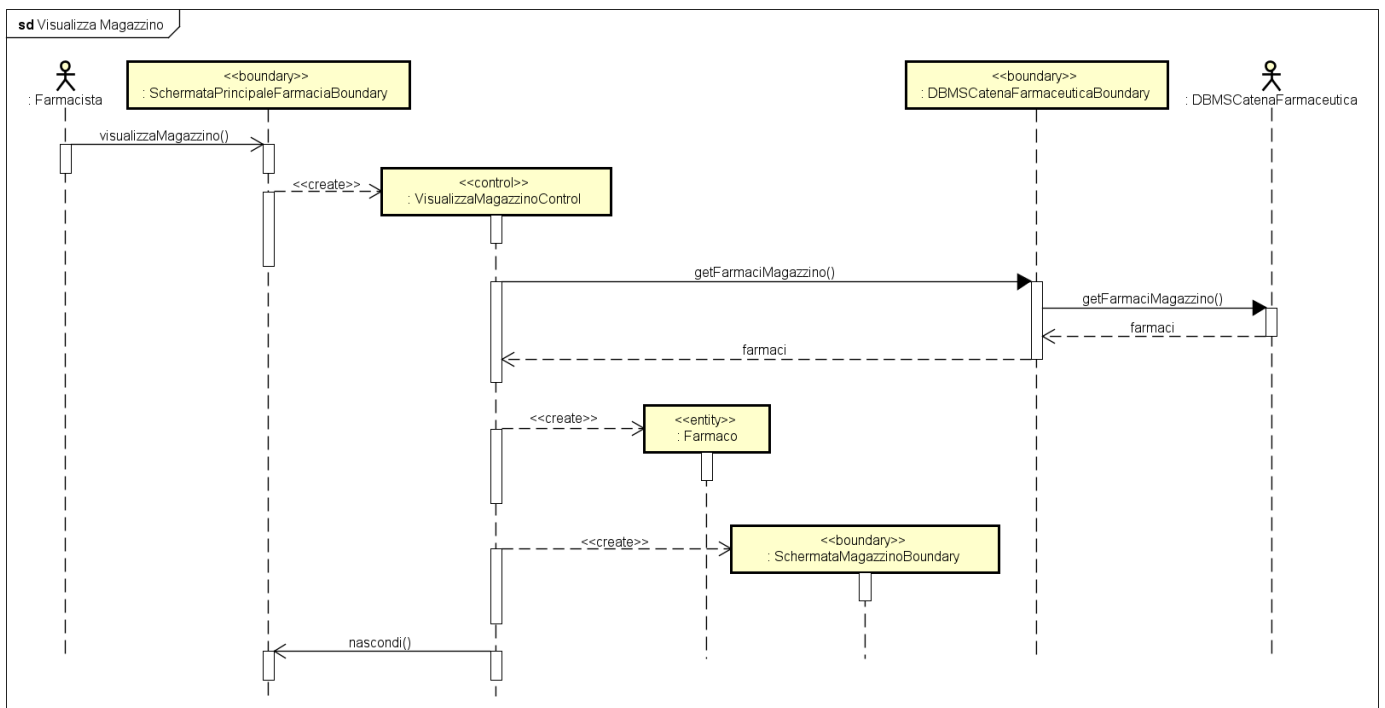 sd Visualizza Magazzino
: Farmacista
<<boundary>>
: SchermataPrincipaleFarmaciaBoundary
<<boundary>>
: DBMSCatenaFarmaceuticaBoundary
: DBMSCatenaFarmaceutica
visualizzaMagazzino()
<<create>>
<<control>>
: VisualizzaMagazzinoControl
getFarmaciMagazzino()
getFarmaciMagazzino()
farmaci
farmaci
<<create>>
<<entity>>
: Farmaco
<<create>>
<<boundary>>
: SchermataMagazzinoBoundary
nascondi()